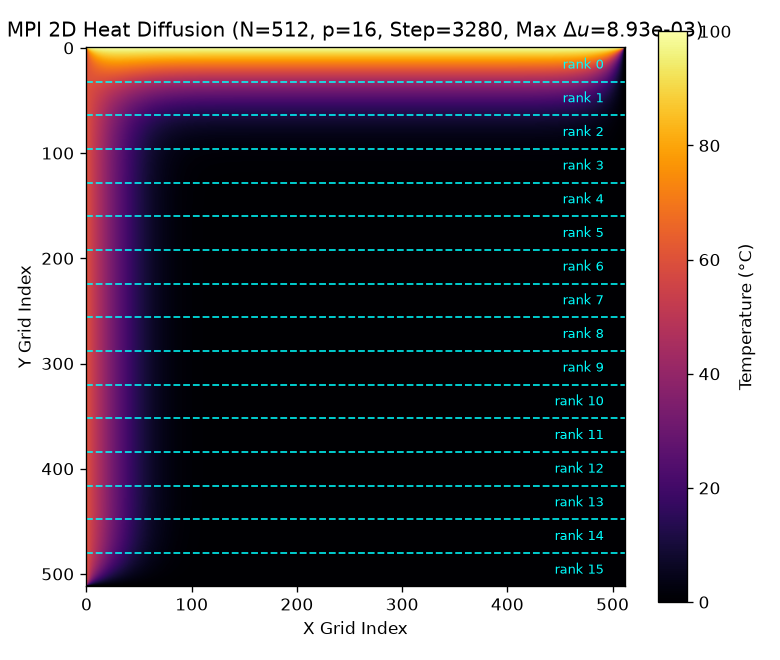 MPI 2D Heat Diffusion (N=512, p=16, Step=3280, Max Δu=8.93e-03)
0
100
200
300
400
500
Y Grid Index
rank 0
rank 1
rank 2
rank 3
rank 4
rank 5
rank 6
rank 7
rank 8
rank 9
rank 10
rank 11
rank 12
rank 13
rank 14
rank 15
0 100 200 300 400 500
X Grid Index
100
80
60
40
20
0
Temperature (°C)